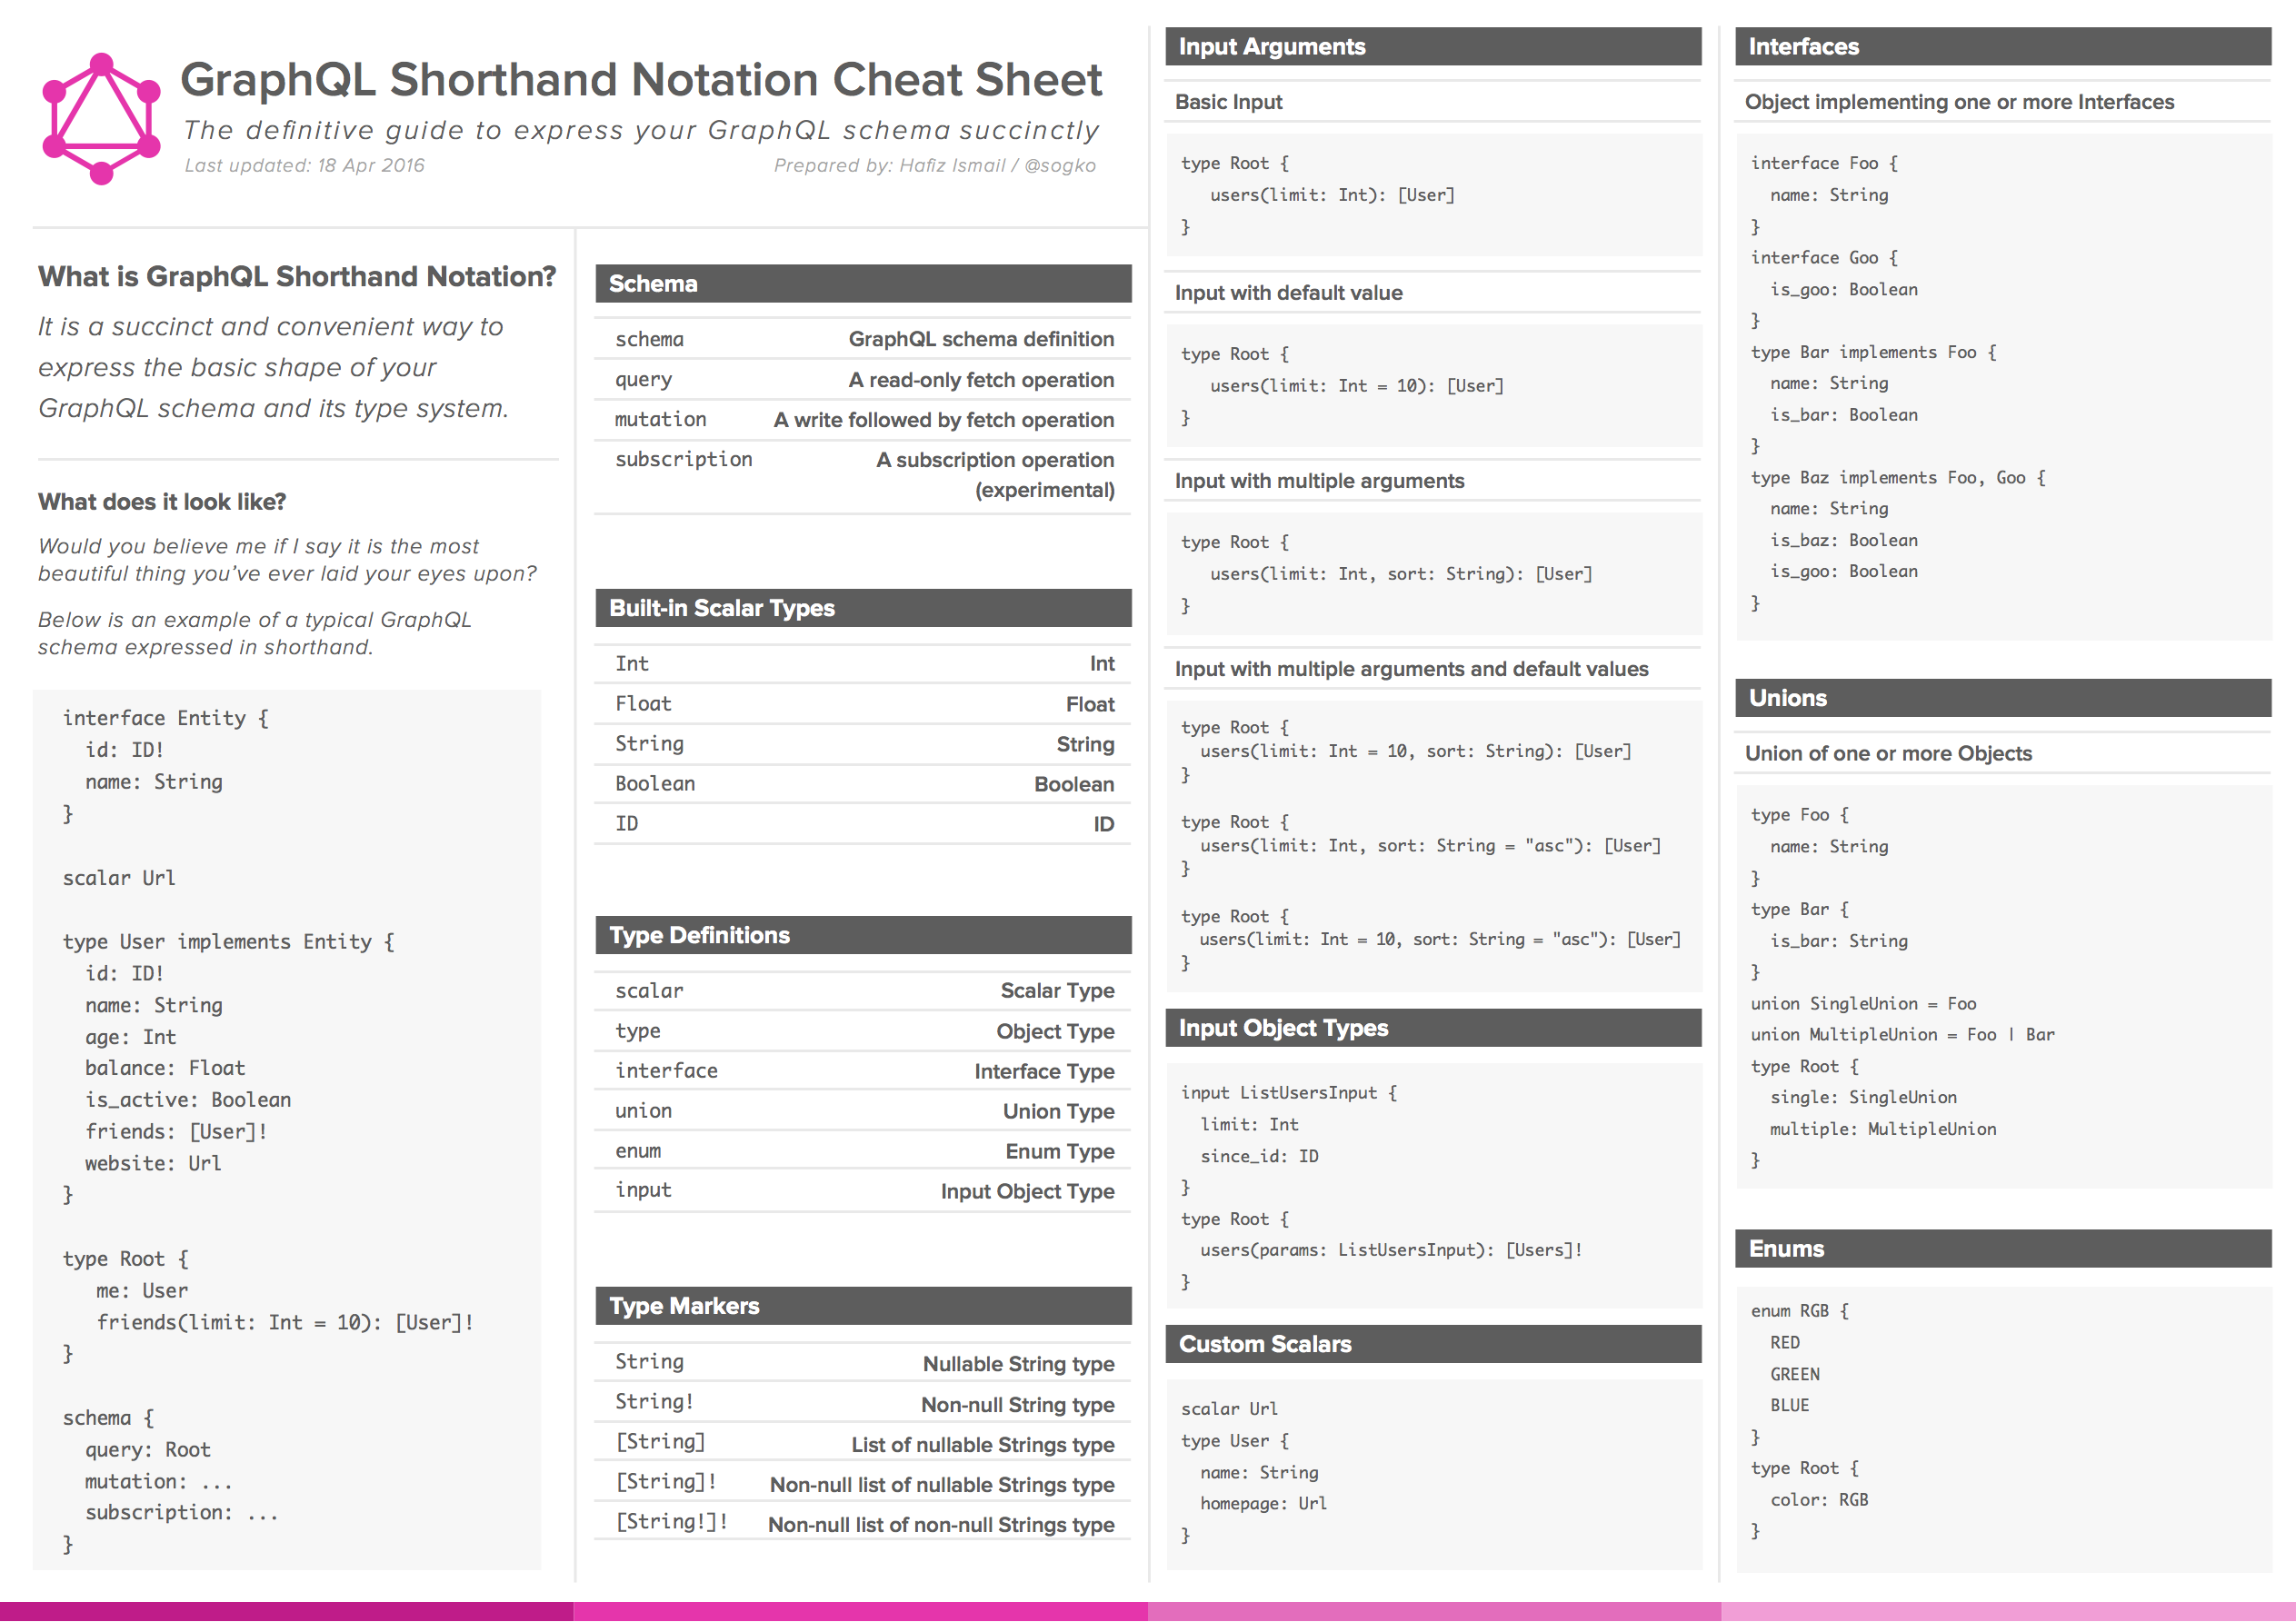 GraphQL Shorthand Notation Cheat Sheet
The definitive guide to express your GraphQL schema succinctly
Last updated: 18 Apr 2016
Prepared by: Hafiz Ismail / @sogko
What is GraphQL Shorthand Notation?
It is a succinct and convenient way to
express the basic shape of your
GraphQL schema and its type system.
What does it look like?
Would you believe me if I say it is the most
beautiful thing you've ever laid your eyes upon?
Below is an example of a typical GraphQL
schema expressed in shorthand.
interface Entity {
  id: ID!
  name: String
}
scalar Url
type User implements Entity {
  id: ID!
  name: String
  age: Int
  balance: Float
  is_active: Boolean
  friends: [User]!
  website: Url
}
type Root {
   me: User
   friends(limit: Int = 10): [User]!
}
schema {
  query: Root
  mutation: ...
  subscription: ...
}
Schema
schema GraphQL schema definition
query A read-only fetch operation
mutation A write followed by fetch operation
subscription A subscription operation
(experimental)
Built-in Scalar Types
Int Int
Float Float
String String
Boolean Boolean
ID ID
Type Definitions
scalar Scalar Type
type Object Type
interface Interface Type
union Union Type
enum Enum Type
input Input Object Type
Type Markers
String Nullable String type
String! Non-null String type
[String] List of nullable Strings type
[String]! Non-null list of nullable Strings type
[String!]! Non-null list of non-null Strings type
Input Arguments
Basic Input
type Root {
   users(limit: Int): [User]
}
Input with default value
type Root {
   users(limit: Int = 10): [User]
}
Input with multiple arguments
type Root {
   users(limit: Int, sort: String): [User]
}
Input with multiple arguments and default values
type Root {
  users(limit: Int = 10, sort: String): [User]
}
type Root {
  users(limit: Int, sort: String = "asc"): [User]
}
type Root {
  users(limit: Int = 10, sort: String = "asc"): [User]
}
Input Object Types
input ListUsersInput {
  limit: Int
  since_id: ID
}
type Root {
  users(params: ListUsersInput): [Users]!
}
Custom Scalars
scalar Url
type User {
  name: String
  homepage: Url
}
Interfaces
Object implementing one or more Interfaces
interface Foo {
  name: String
}
interface Goo {
  is_goo: Boolean
}
type Bar implements Foo {
  name: String
  is_bar: Boolean
}
type Baz implements Foo, Goo {
  name: String
  is_baz: Boolean
  is_goo: Boolean
}
Unions
Union of one or more Objects
type Foo {
  name: String
}
type Bar {
  is_bar: String
}
union SingleUnion = Foo
union MultipleUnion = Foo | Bar
type Root {
  single: SingleUnion
  multiple: MultipleUnion
}
Enums
enum RGB {
  RED
  GREEN
  BLUE
}
type Root {
  color: RGB
}